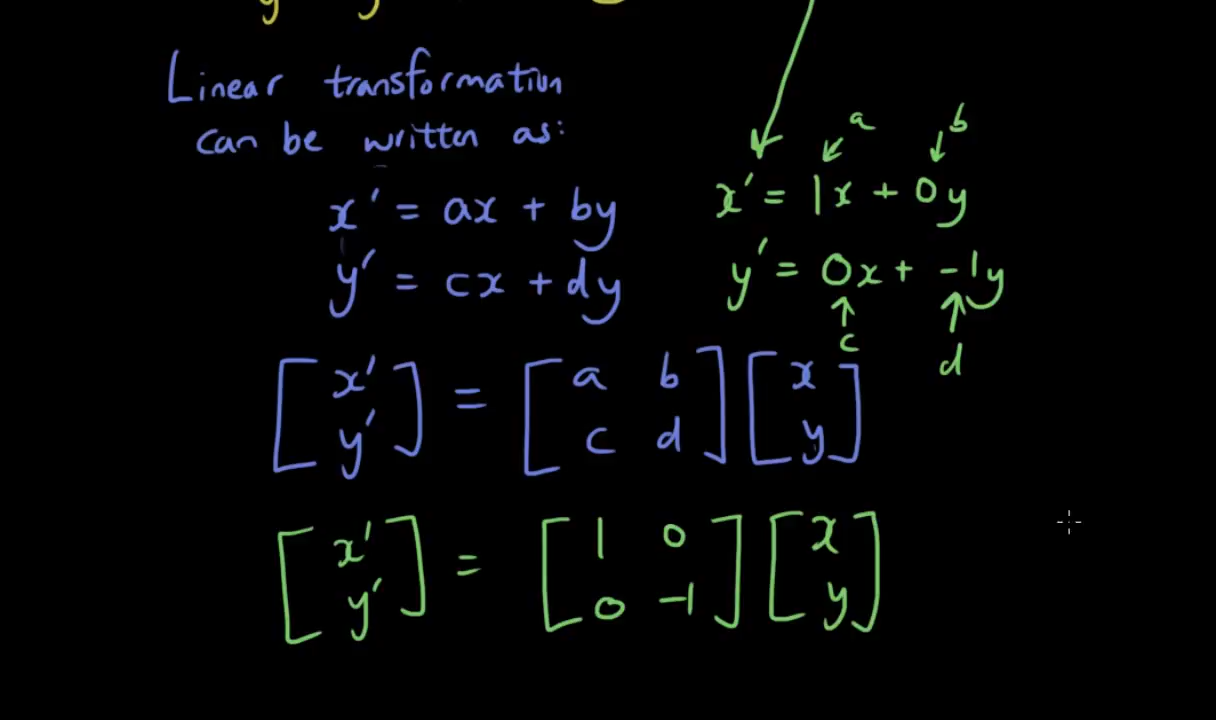 Linear transformation
can be written as:
x' = ax + by
y' = cx + dy
a b
x' = 1x + 0y
y' = 0x + -1y
c d
[x' y'] = [a b c d] [x y]
[x' y'] = [1 0 0 -1] [x y]